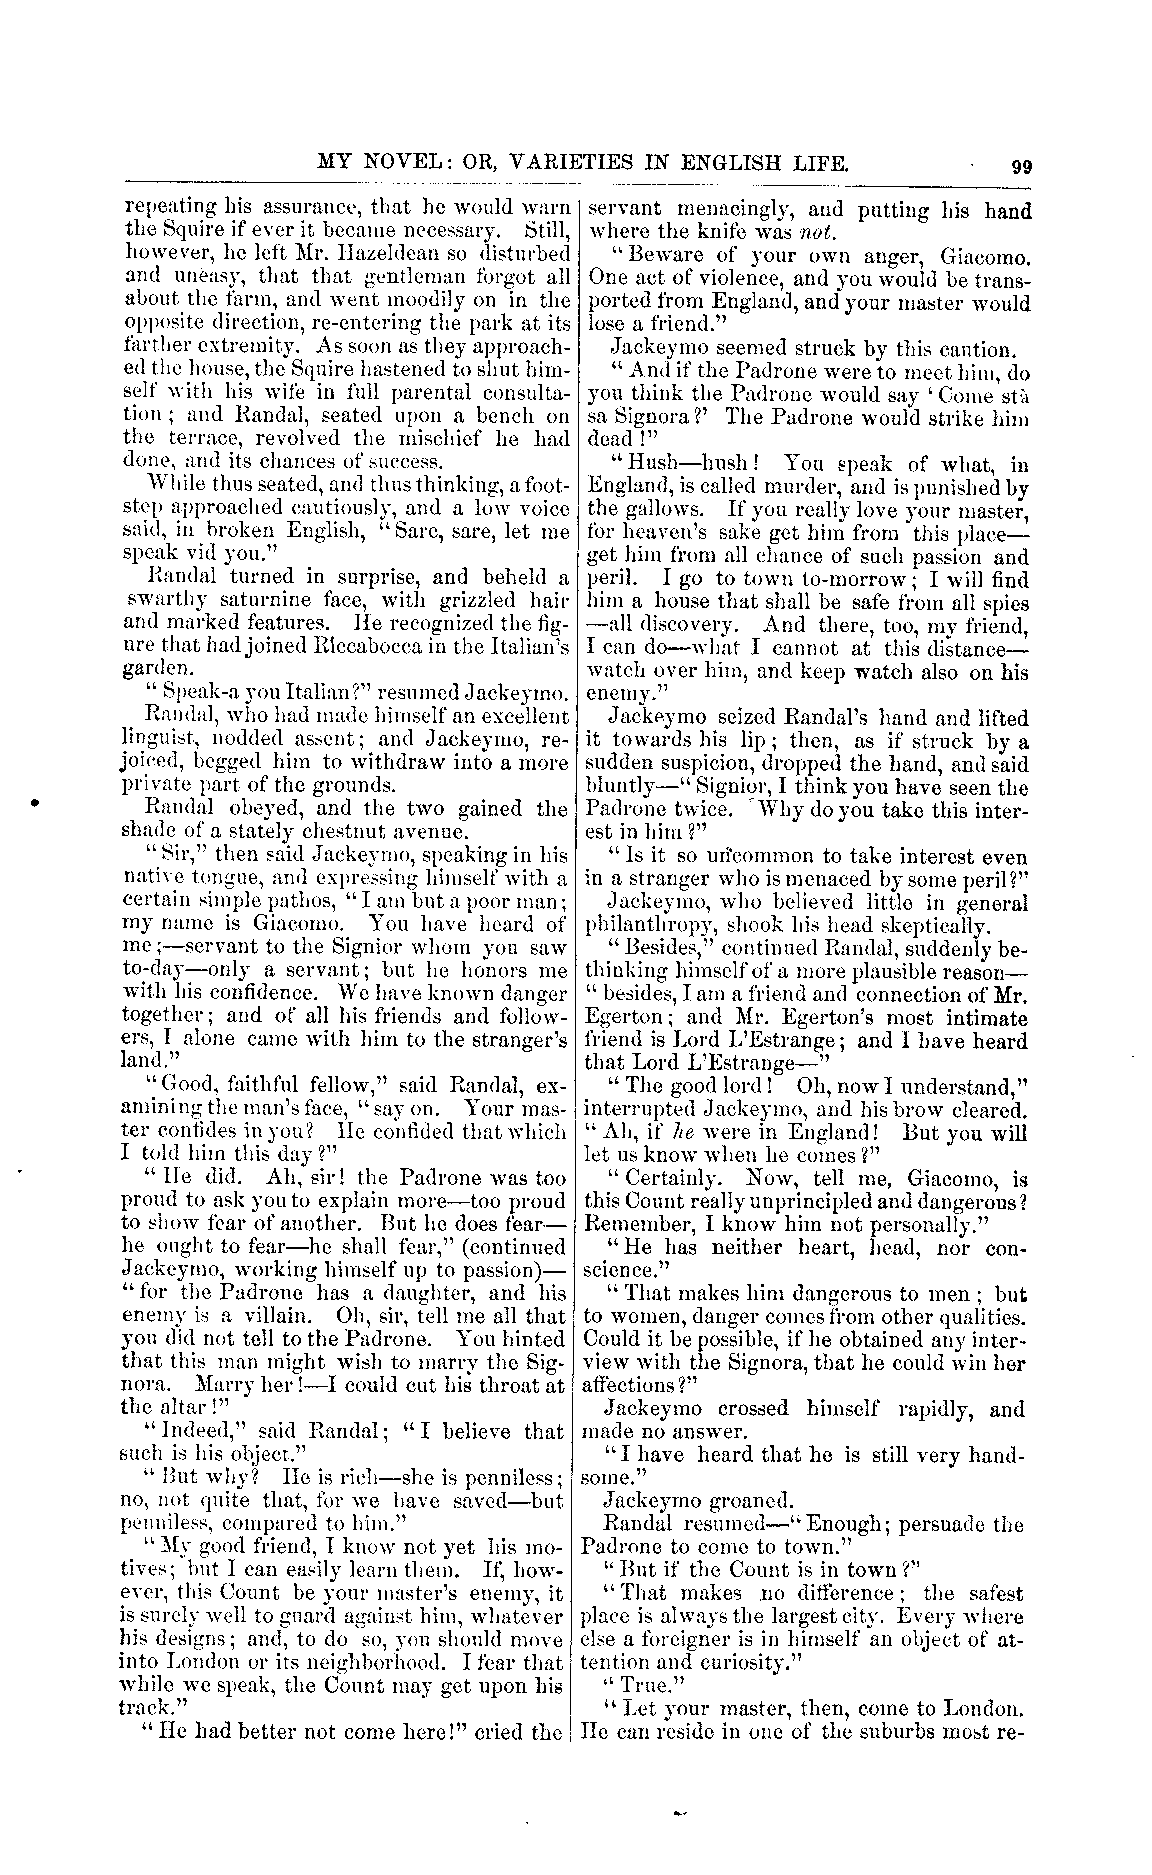 MY NOVEL: OR, VARIETIES IN ENGLISH LIFE. 99
repeating his assurance, that he would warn
the Squire if ever it became necessary. Still,
however, he left Mr. Hazeldean so disturbed
and uneasy, that that gentleman forgot all
about the farm, and went moodily on in the
opposite direction, re-entering the park at its
farther extremity. As soon as they approach-
ed the house, the Squire hastened to shut him-
self with his wife in full parental consulta-
tion; and Randal, seated upon a bench on
the terrace, revolved the mischief he had
done, and its chances of success.
While thus seated, and thus thinking, a foot-
step approached cautiously, and a low voice
said, in broken English, "Sare, sare, let me
speak vid you."
Randal turned in surprise, and beheld a
swarthy saturnine face, with grizzled hair
and marked features. He recognized the fig-
ure that had joined Riccabocca in the Italian's
garden.
"Speak-a you Italian?" resumed Jackeymo.
Randal, who had made himself an excellent
linguist, nodded assent; and Jackeymo, re-
joiced, begged him to withdraw into a more
private part of the grounds.
Randal obeyed, and the two gained the
shade of a stately chestnut avenue.
"Sir," then said Jackeymo, speaking in his
native tongue, and expressing himself with a
certain simple pathos, "I am but a poor man;
my name is Giacomo. You have heard of
me;—servant to the Signior whom you saw
to-day—only a servant; but he honors me
with his confidence. We have known danger
together; and of all his friends and follow-
ers, I alone came with him to the stranger's
land."
"Good, faithful fellow," said Randal, ex-
amining the man's face, "say on. Your mas-
ter confides in you? He confided that which
I told him this day?"
"He did. Ah, sir! the Padrone was too
proud to ask you to explain more—too proud
to show fear of another. But he does fear—
he ought to fear—he shall fear," (continued
Jackeymo, working himself up to passion)—
"for the Padrone has a daughter, and his
enemy is a villain. Oh, sir, tell me all that
you did not tell to the Padrone. You hinted
that this man might wish to marry the Sig-
nora. Marry her!—I could cut his throat at
the altar!"
"Indeed," said Randal; "I believe that
such is his object."
"But why? He is rich—she is penniless;
no, not quite that, for we have saved—but
penniless, compared to him."
"My good friend, I know not yet his mo-
tives; but I can easily learn them. If, how-
ever, this Count be your master's enemy, it
is surely well to guard against him, whatever
his designs; and, to do so, you should move
into London or its neighborhood. I fear that
while we speak, the Count may get upon his
track."
"He had better not come here!" cried the
servant menacingly, and putting his hand
where the knife was not.
"Beware of your own anger, Giacomo.
One act of violence, and you would be trans-
ported from England, and your master would
lose a friend."
Jackeymo seemed struck by this caution.
"And if the Padrone were to meet him, do
you think the Padrone would say 'Come stà
sa Signora?' The Padrone would strike him
dead!"
"Hush—hush! You speak of what, in
England, is called murder, and is punished by
the gallows. If you really love your master,
for heaven's sake get him from this place—
get him from all chance of such passion and
peril. I go to town to-morrow; I will find
him a house that shall be safe from all spies
—all discovery. And there, too, my friend,
I can do—what I cannot at this distance—
watch over him, and keep watch also on his
enemy."
Jackeymo seized Randal's hand and lifted
it towards his lip; then, as if struck by a
sudden suspicion, dropped the hand, and said
bluntly—"Signior, I think you have seen the
Padrone twice. Why do you take this inter-
est in him?"
"Is it so uncommon to take interest even
in a stranger who is menaced by some peril?"
Jackeymo, who believed little in general
philanthropy, shook his head skeptically.
"Besides," continued Randal, suddenly be-
thinking himself of a more plausible reason—
"besides, I am a friend and connection of Mr.
Egerton; and Mr. Egerton's most intimate
friend is Lord L'Estrange; and I have heard
that Lord L'Estrange—"
"The good lord! Oh, now I understand,"
interrupted Jackeymo, and his brow cleared.
"Ah, if he were in England! But you will
let us know when he comes?"
"Certainly. Now, tell me, Giacomo, is
this Count really unprincipled and dangerous?
Remember, I know him not personally."
"He has neither heart, head, nor con-
science."
"That makes him dangerous to men; but
to women, danger comes from other qualities.
Could it be possible, if he obtained any inter-
view with the Signora, that he could win her
affections?"
Jackeymo crossed himself rapidly, and
made no answer.
"I have heard that he is still very hand-
some."
Jackeymo groaned.
Randal resumed—"Enough; persuade the
Padrone to come to town."
"But if the Count is in town?"
"That makes no difference; the safest
place is always the largest city. Every where
else a foreigner is in himself an object of at-
tention and curiosity."
"True."
"Let your master, then, come to London.
He can reside in one of the suburbs most re-